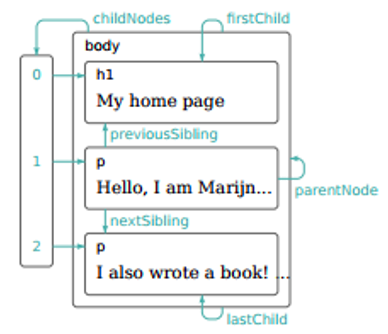 childNodes
firstChild
body
0
h1
My home page
previousSibling
1
p
Hello, I am Marijn...
parentNode
nextSibling
2
p
I also wrote a book! ...
lastChild